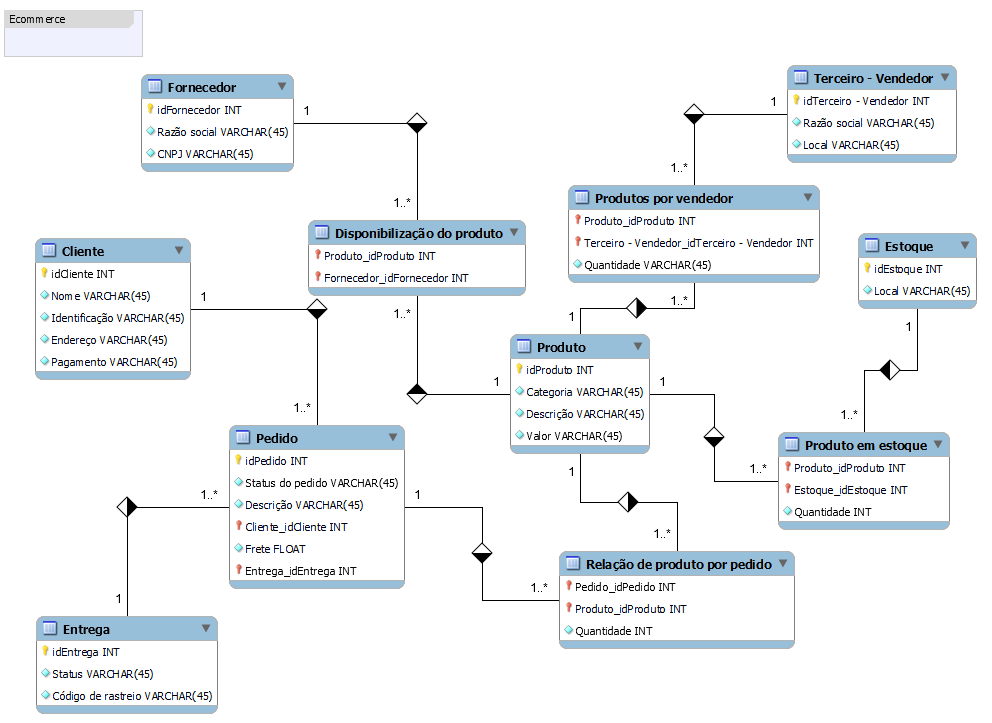 Ecommerce
Fornecedor
idFornecedor INT
Razão social VARCHAR(45)
CNPJ VARCHAR(45)
1
1..*
Terceiro - Vendedor
idTerceiro - Vendedor INT
Razão social VARCHAR(45)
Local VARCHAR(45)
1
1..*
Produtos por vendedor
Produto_idProduto INT
Terceiro - Vendedor_idTerceiro - Vendedor INT
Quantidade VARCHAR(45)
1..*
1
Disponibilização do produto
Produto_idProduto INT
Fornecedor_idFornecedor INT
1..*
1
Cliente
idCliente INT
Nome VARCHAR(45)
Identificação VARCHAR(45)
Endereço VARCHAR(45)
Pagamento VARCHAR(45)
1
1..*
Estoque
idEstoque INT
Local VARCHAR(45)
1
1..*
Produto
idProduto INT
Categoria VARCHAR(45)
Descrição VARCHAR(45)
Valor VARCHAR(45)
1
1..*
1
1..*
Produto em estoque
Produto_idProduto INT
Estoque_idEstoque INT
Quantidade INT
Pedido
idPedido INT
Status do pedido VARCHAR(45)
Descrição VARCHAR(45)
Cliente_idCliente INT
Frete FLOAT
Entrega_idEntrega INT
1..*
1
1
1..*
Relação de produto por pedido
Pedido_idPedido INT
Produto_idProduto INT
Quantidade INT
Entrega
idEntrega INT
Status VARCHAR(45)
Código de rastreio VARCHAR(45)